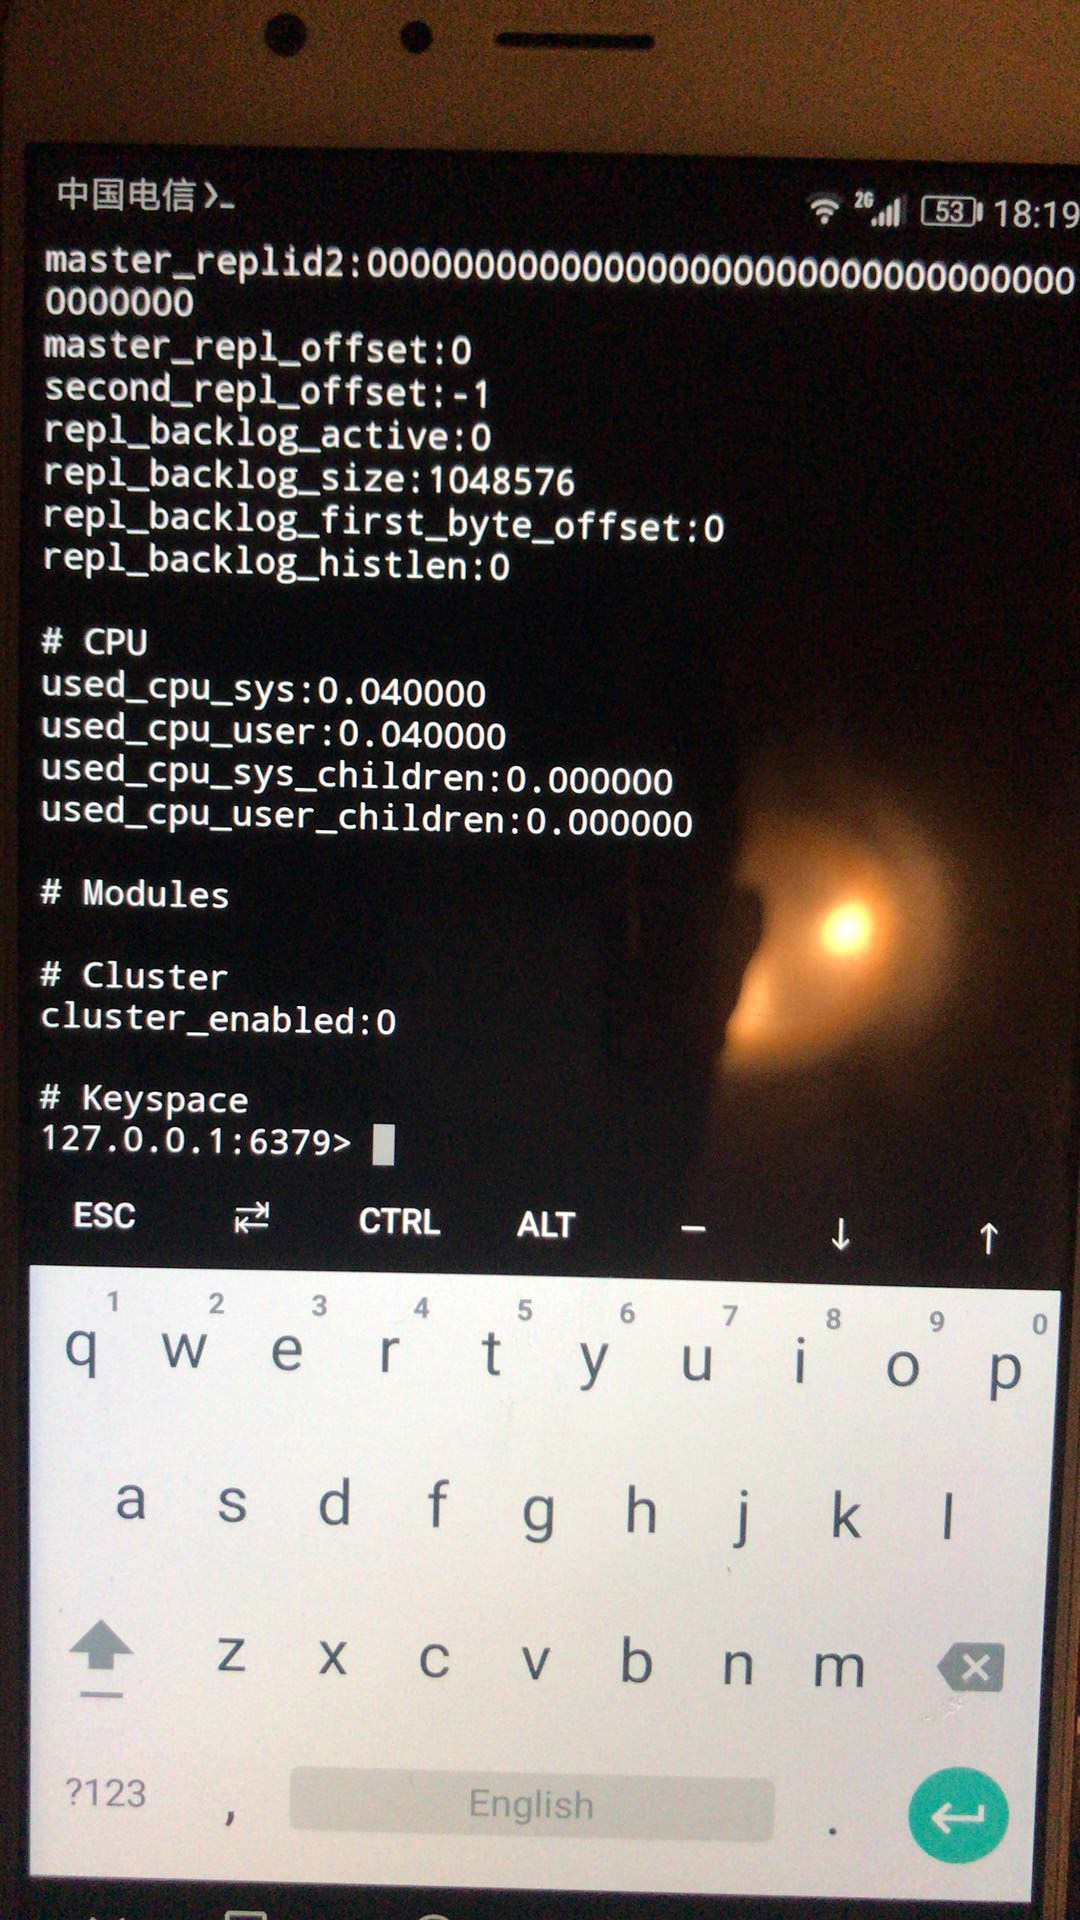 中国电信
2G 53 18:19
master_replid2:000000000000000000000000000000000
0000000
master_repl_offset:0
second_repl_offset:-1
repl_backlog_active:0
repl_backlog_size:1048576
repl_backlog_first_byte_offset:0
repl_backlog_histlen:0
# CPU
used_cpu_sys:0.040000
used_cpu_user:0.040000
used_cpu_sys_children:0.000000
used_cpu_user_children:0.000000
# Modules
# Cluster
cluster_enabled:0
# Keyspace
127.0.0.1:6379>
ESC CTRL ALT — ↓ ↑
1 2 3 4 5 6 7 8 9 0
q w e r t y u i o p
a s d f g h j k l
z x c v b n m
?123 , English .